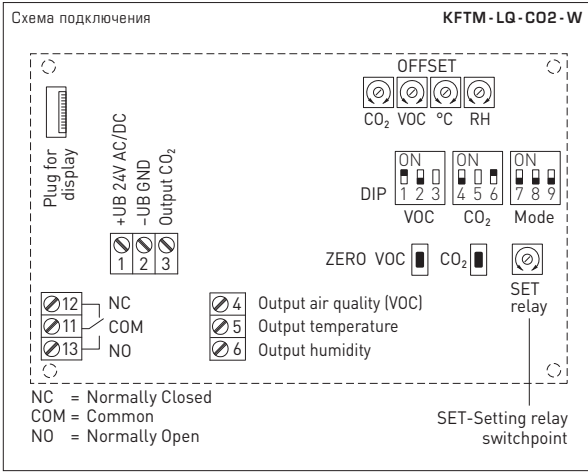 Схема подключения
KFTM-LQ-CO2-W
OFFSET
CO₂ VOC °C RH
Plug for
display
+UB 24V AC/DC
–UB GND
Output CO₂
1 2 3
DIP
ON ON ON
1 2 3 4 5 6 7 8 9
VOC CO₂ Mode
ZERO VOC CO₂
SET
relay
12 NC
11 COM
13 NO
4 Output air quality (VOC)
5 Output temperature
6 Output humidity
NC = Normally Closed
COM = Common
NO = Normally Open
SET-Setting relay
switchpoint